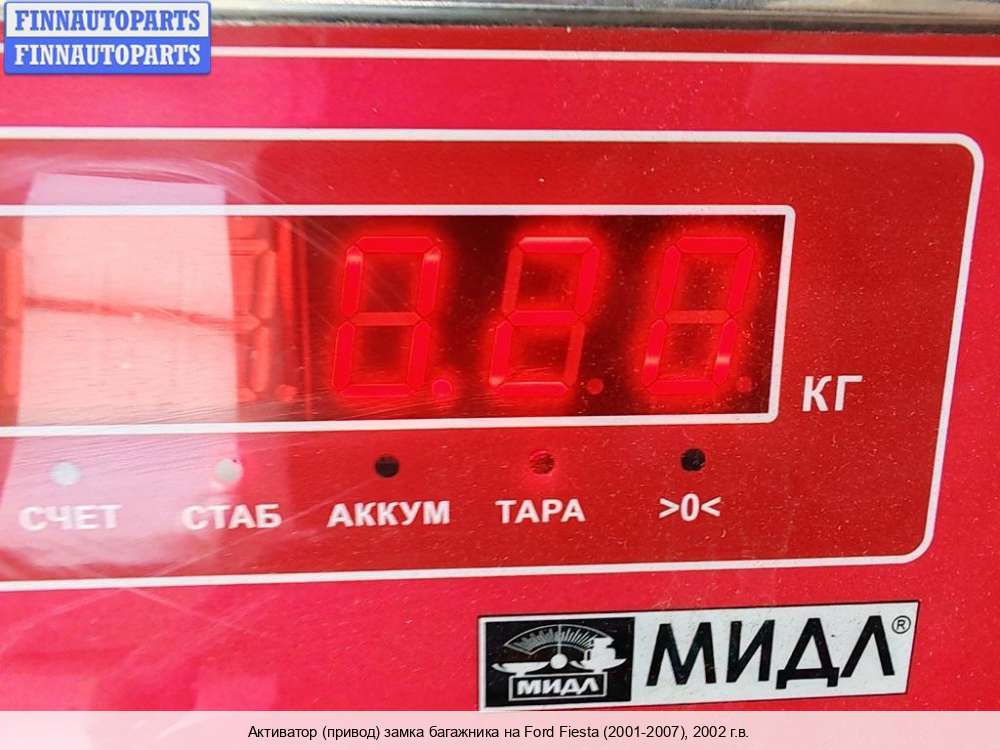 FINNAUTOPARTS
FINNAUTOPARTS
0.20
КГ
СЧЕТ СТАБ АККУМ ТАРА >0<
МИДЛ МИДЛ®
Активатор (привод) замка багажника на Ford Fiesta (2001-2007), 2002 г.в.